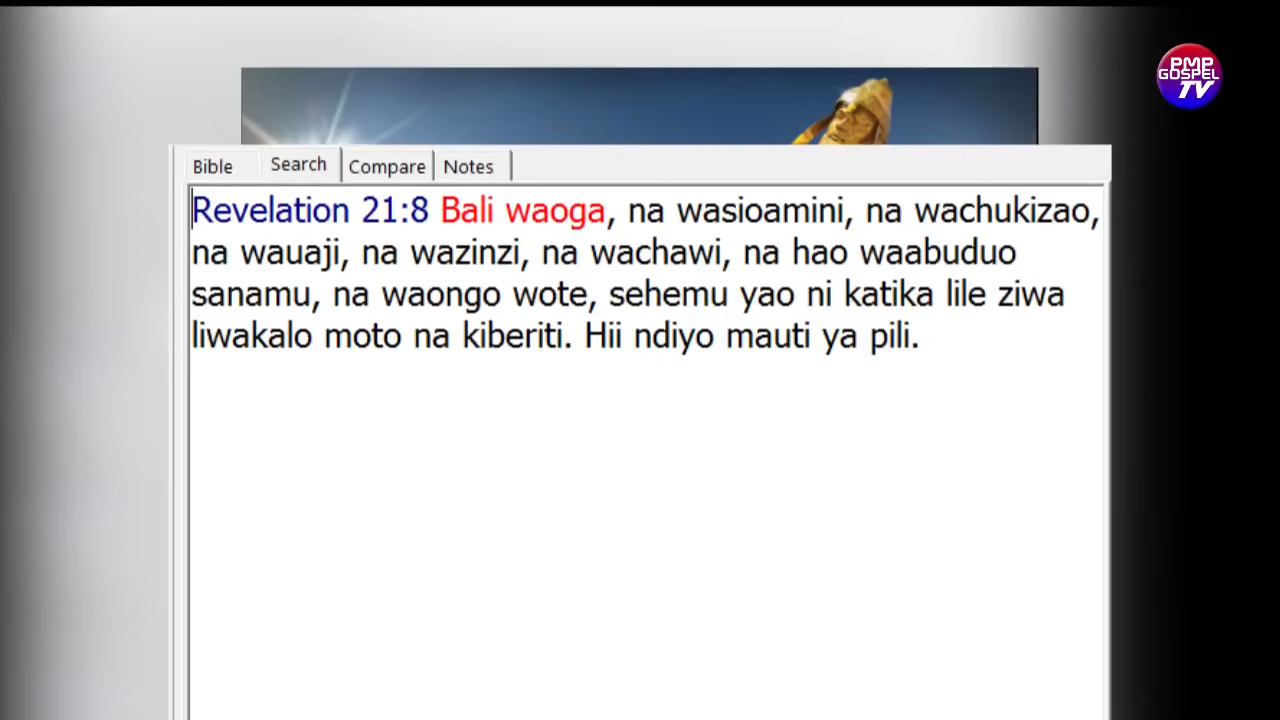 PMP
GOSPEL
TV
Bible Search Compare Notes
Revelation 21:8 Bali waoga, na wasioamini, na wachukizao,
na wauaji, na wazinzi, na wachawi, na hao waabuduo
sanamu, na waongo wote, sehemu yao ni katika lile ziwa
liwakalo moto na kiberiti. Hii ndiyo mauti ya pili.